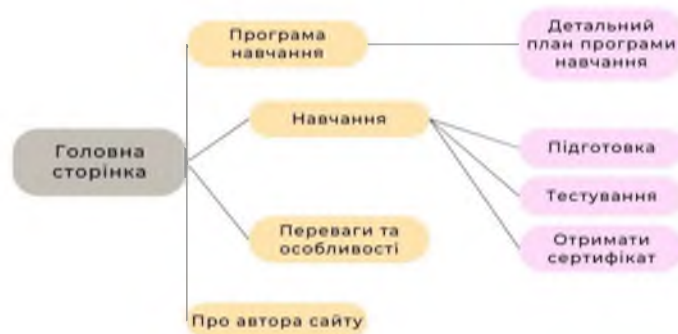 Програма
навчання
Детальний
план програми
навчання
Навчання
Головна
сторінка
Підготовка
Тестування
Отримати
сертифікат
Переваги та
особливості
Про автора сайту